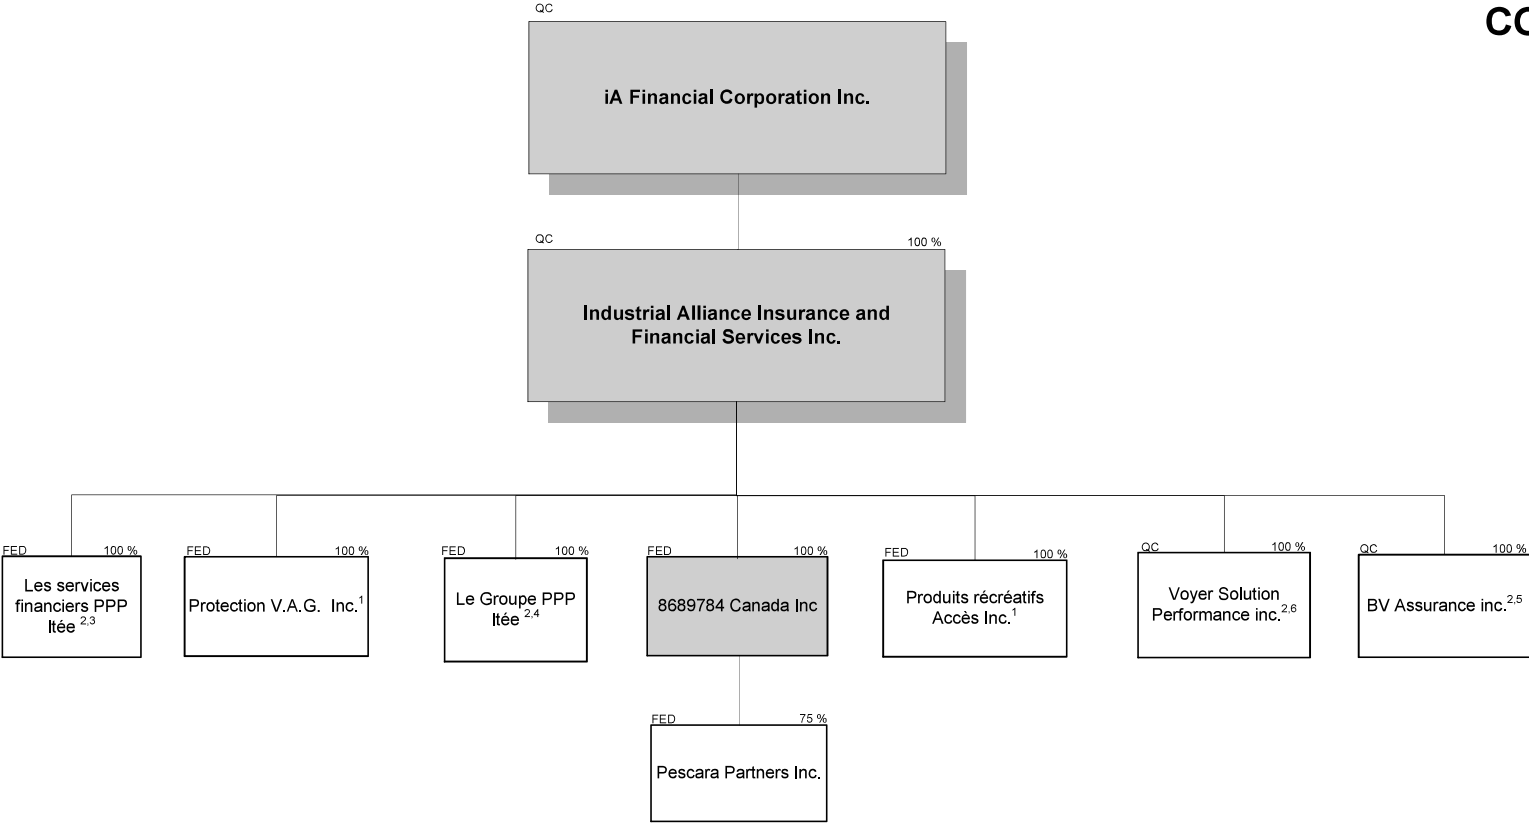 QC
CO
iA Financial Corporation Inc.
QC
100 %
Industrial Alliance Insurance and
Financial Services Inc.
FED
100 %
Les services
financiers PPP
ltée 2,3
FED
100 %
Protection V.A.G. Inc.1
FED
100 %
Le Groupe PPP
ltée 2,4
FED
100 %
8689784 Canada Inc
FED
100 %
Produits récréatifs
Accès Inc.1
QC
100 %
Voyer Solution
Performance inc.2,6
QC
100 %
BV Assurance inc.2,5
FED
75 %
Pescara Partners Inc.